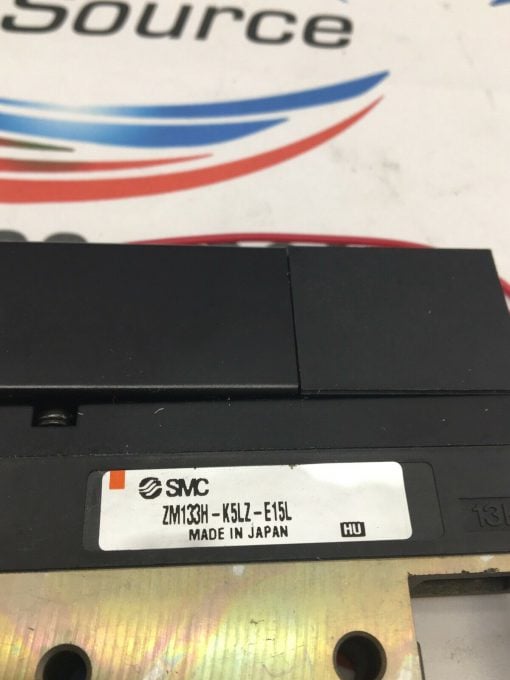 Source
SMC
ZM133H-K5LZ-E15L
MADE IN JAPAN
HU